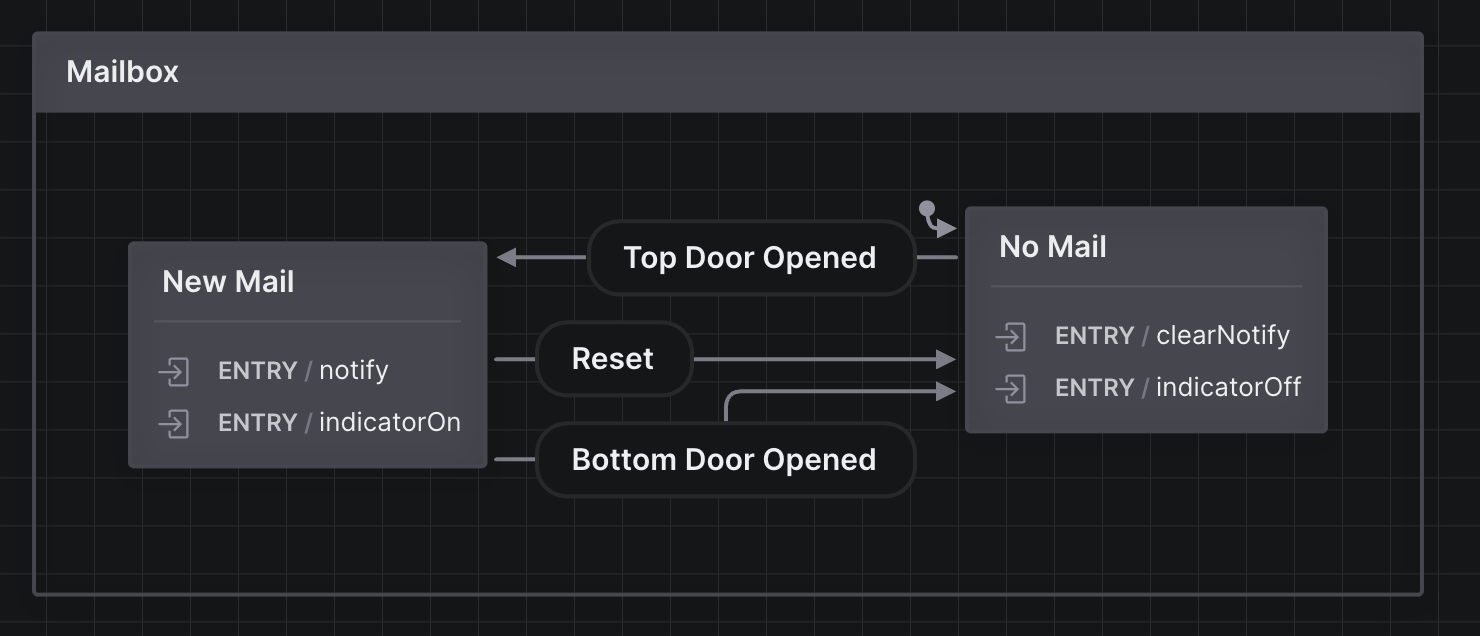 Mailbox
Top Door Opened
No Mail
New Mail
ENTRY / clearNotify
Reset
ENTRY / notify
ENTRY / indicatorOff
ENTRY / indicatorOn
Bottom Door Opened